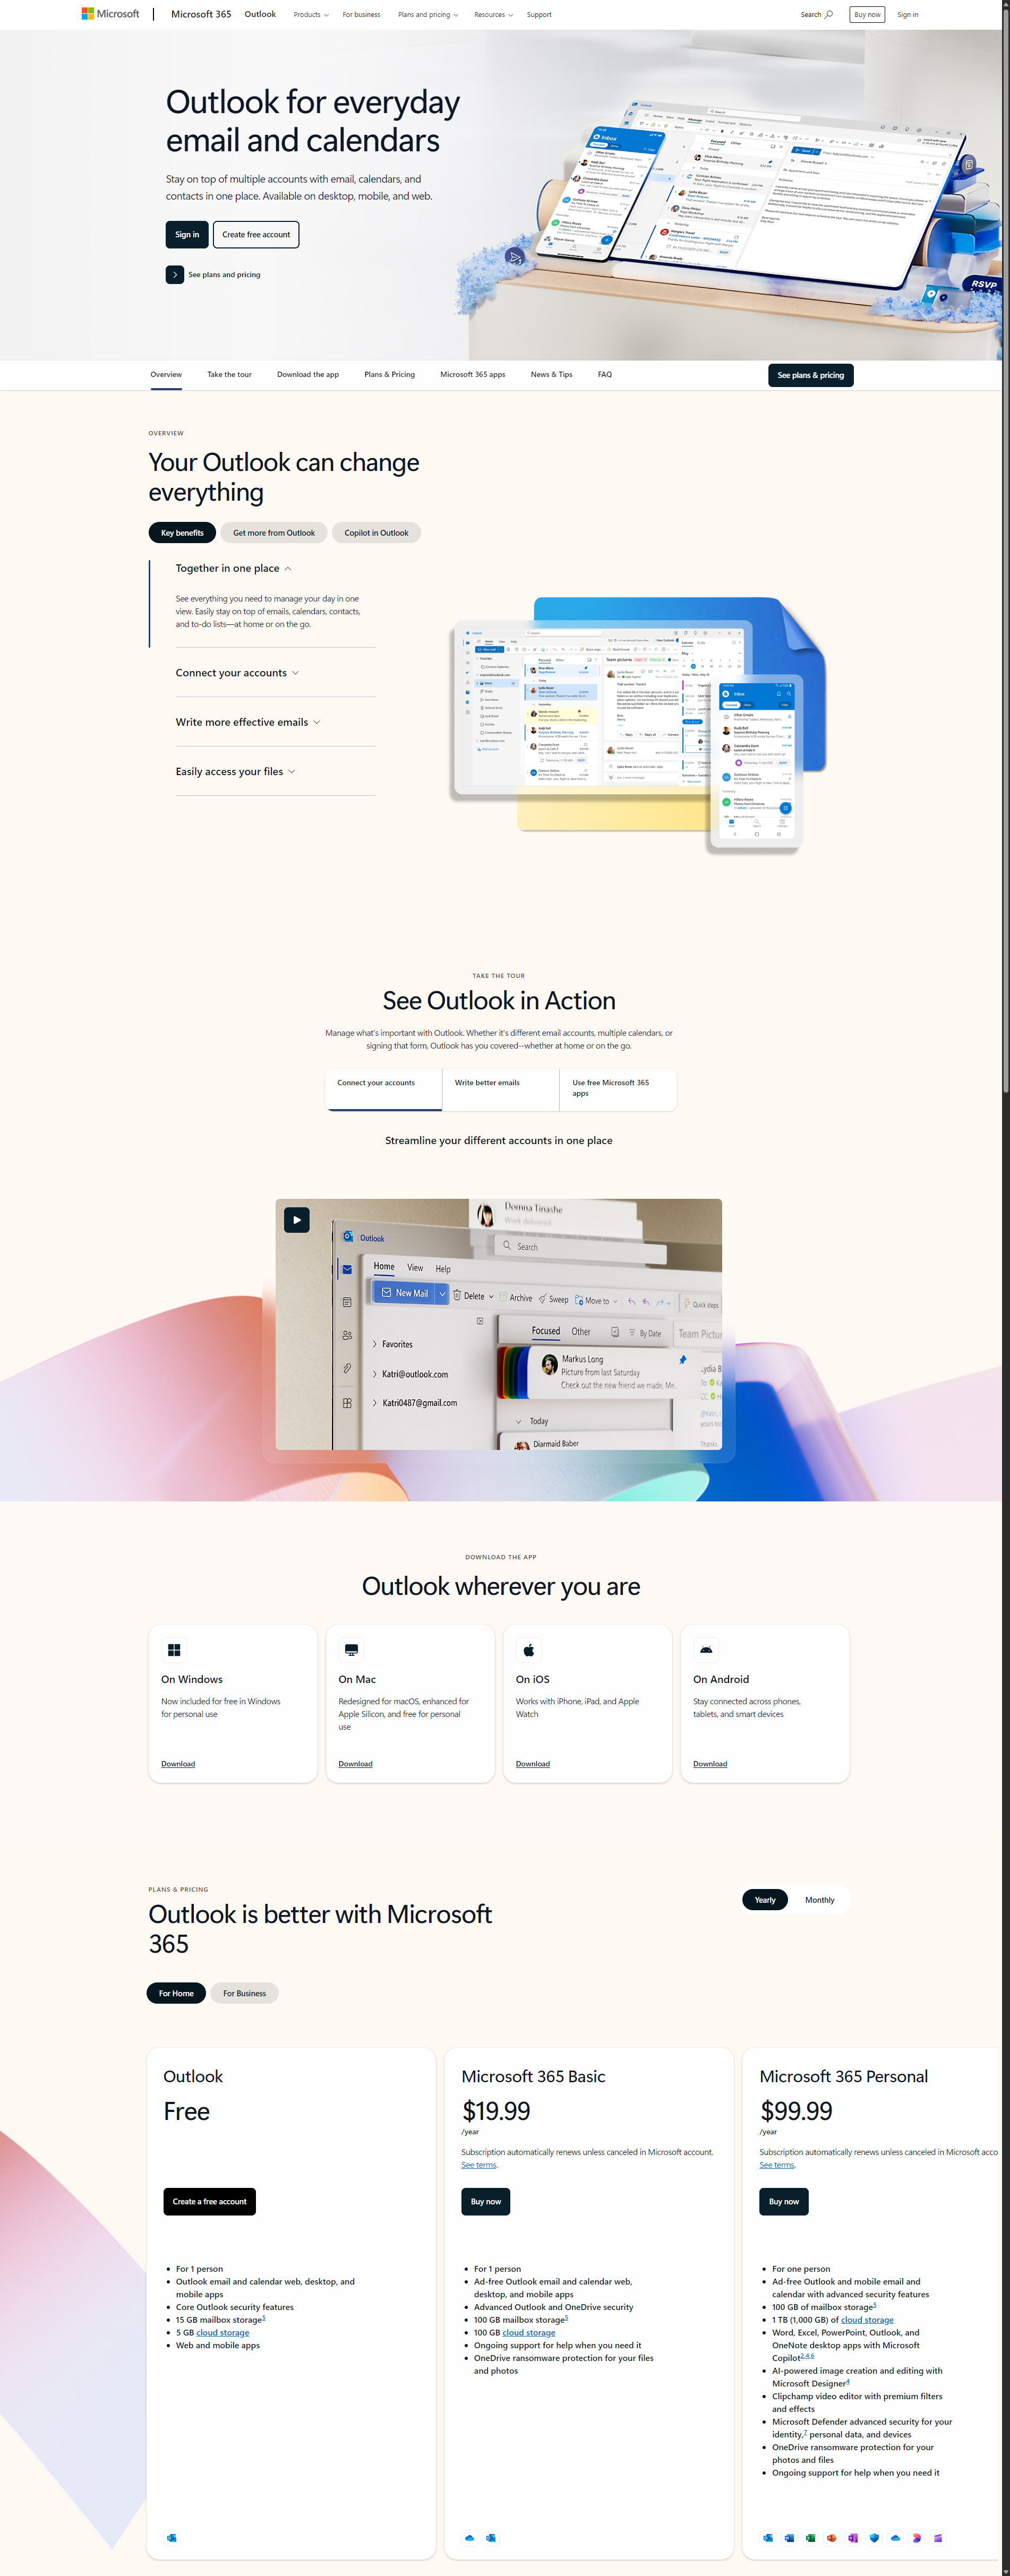 Microsoft
Microsoft 365
Outlook
Products
For business
Plans and pricing
Resources
Support
Search
Buy now
Sign in
Outlook for everyday
email and calendars
Stay on top of multiple accounts with email, calendars, and
contacts in one place. Available on desktop, mobile, and web.
Sign in
Create free account
See plans and pricing
RSVP
Overview
Take the tour
Download the app
Plans & Pricing
Microsoft 365 apps
News & Tips
FAQ
See plans & pricing
OVERVIEW
Your Outlook can change
everything
Key benefits
Get more from Outlook
Copilot in Outlook
Together in one place
See everything you need to manage your day in one
view. Easily stay on top of emails, calendars, contacts,
and to-do lists—at home or on the go.
Connect your accounts
Write more effective emails
Easily access your files
TAKE THE TOUR
See Outlook in Action
Manage what's important with Outlook. Whether it's different email accounts, multiple calendars, or
signing that form, Outlook has you covered--whether at home or on the go.
Connect your accounts
Write better emails
Use free Microsoft 365
apps
Streamline your different accounts in one place
Domna Tinashe
Work delivered
Outlook
Search
Home View Help
New Mail
Delete
Archive
Sweep
Move to
Quick steps
Favorites
Katri@outlook.com
Katri0487@gmail.com
Focused
Other
By Date
Team Pictur
Markus Long
Picture from last Saturday
Check out the new friend we made, Me..
Lydia B
Today
Diarmaid Baber
Thanks,
DOWNLOAD THE APP
Outlook wherever you are
On Windows
Now included for free in Windows
for personal use
Download
On Mac
Redesigned for macOS, enhanced for
Apple Silicon, and free for personal
use
Download
On iOS
Works with iPhone, iPad, and Apple
Watch
Download
On Android
Stay connected across phones,
tablets, and smart devices
Download
PLANS & PRICING
Outlook is better with Microsoft
365
Yearly
Monthly
For Home
For Business
Outlook
Free
Create a free account
For 1 person
Outlook email and calendar web, desktop, and
mobile apps
Core Outlook security features
15 GB mailbox storage5
5 GB cloud storage
Web and mobile apps
Microsoft 365 Basic
$19.99
/year
Subscription automatically renews unless canceled in Microsoft account.
See terms.
Buy now
For 1 person
Ad-free Outlook email and calendar web,
desktop, and mobile apps
Advanced Outlook and OneDrive security
100 GB mailbox storage5
100 GB cloud storage
Ongoing support for help when you need it
OneDrive ransomware protection for your files
and photos
Microsoft 365 Personal
$99.99
/year
Subscription automatically renews unless canceled in Microsoft acco
See terms.
Buy now
For one person
Ad-free Outlook and mobile email and
calendar with advanced security features
100 GB of mailbox storage5
1 TB (1,000 GB) of cloud storage
Word, Excel, PowerPoint, Outlook, and
OneNote desktop apps with Microsoft
Copilot2,4,6
AI-powered image creation and editing with
Microsoft Designer4
Clipchamp video editor with premium filters
and effects
Microsoft Defender advanced security for your
identity,7 personal data, and devices
OneDrive ransomware protection for your
photos and files
Ongoing support for help when you need it